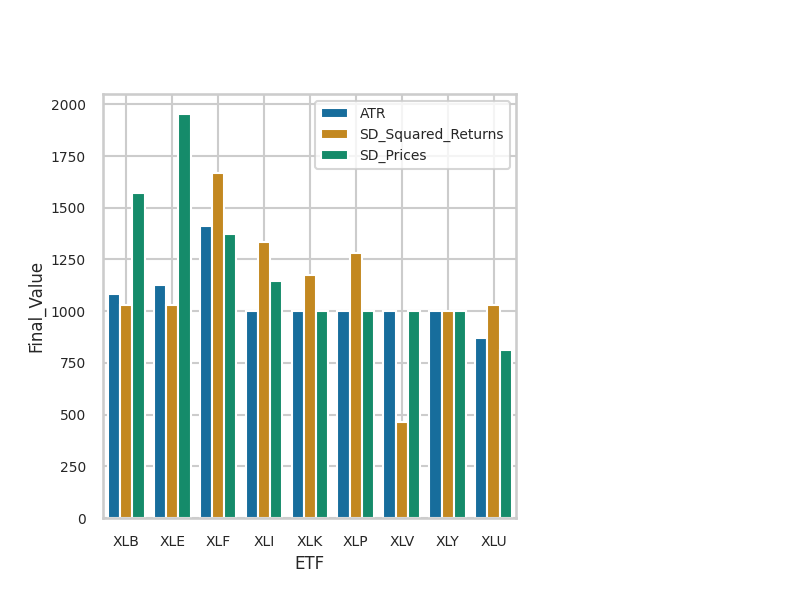 2000
1750
1500
1250
1000
750
500
250
0
Final_Value
ATR
SD_Squared_Returns
SD_Prices
XLB XLE XLF XLI XLK XLP XLV XLY XLU
ETF